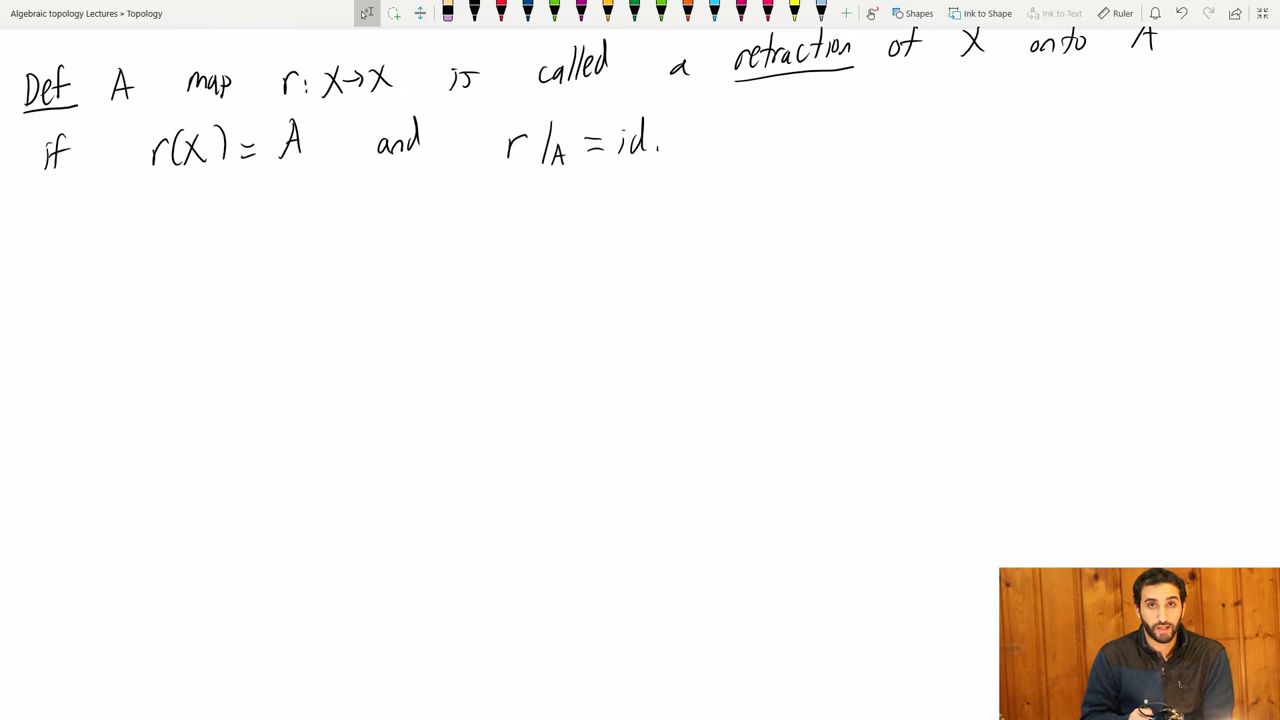 Algebraic topology Lectures » Topology
Shapes Ink to Shape Ink to Text Ruler
Def A map r: X→X is called a retraction of X onto A
if r(X) = A and r|A = id.